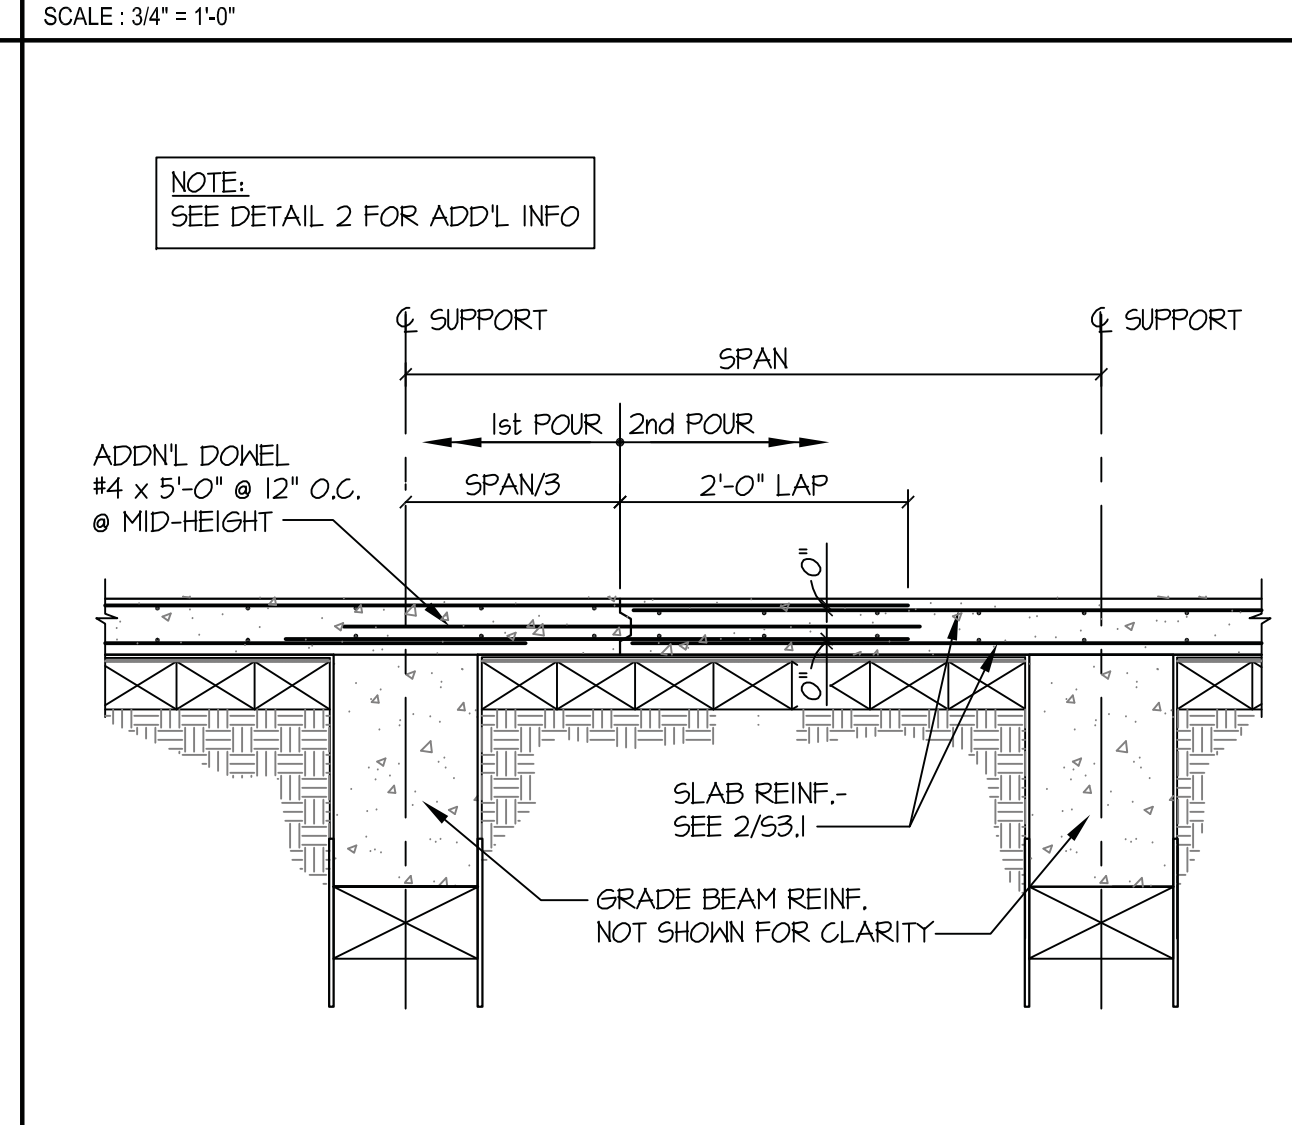 SCALE : 3/4" = 1'-0"
NOTE:
SEE DETAIL 2 FOR ADD'L INFO
℄ SUPPORT
℄ SUPPORT
SPAN
1st POUR
2nd POUR
ADDN'L DOWEL
#4 x 5'-0" @ 12" O.C.
@ MID-HEIGHT
SPAN/3
2'-0" LAP
0"
0"
SLAB REINF.-
SEE 2/S3.1
GRADE BEAM REINF.
NOT SHOWN FOR CLARITY